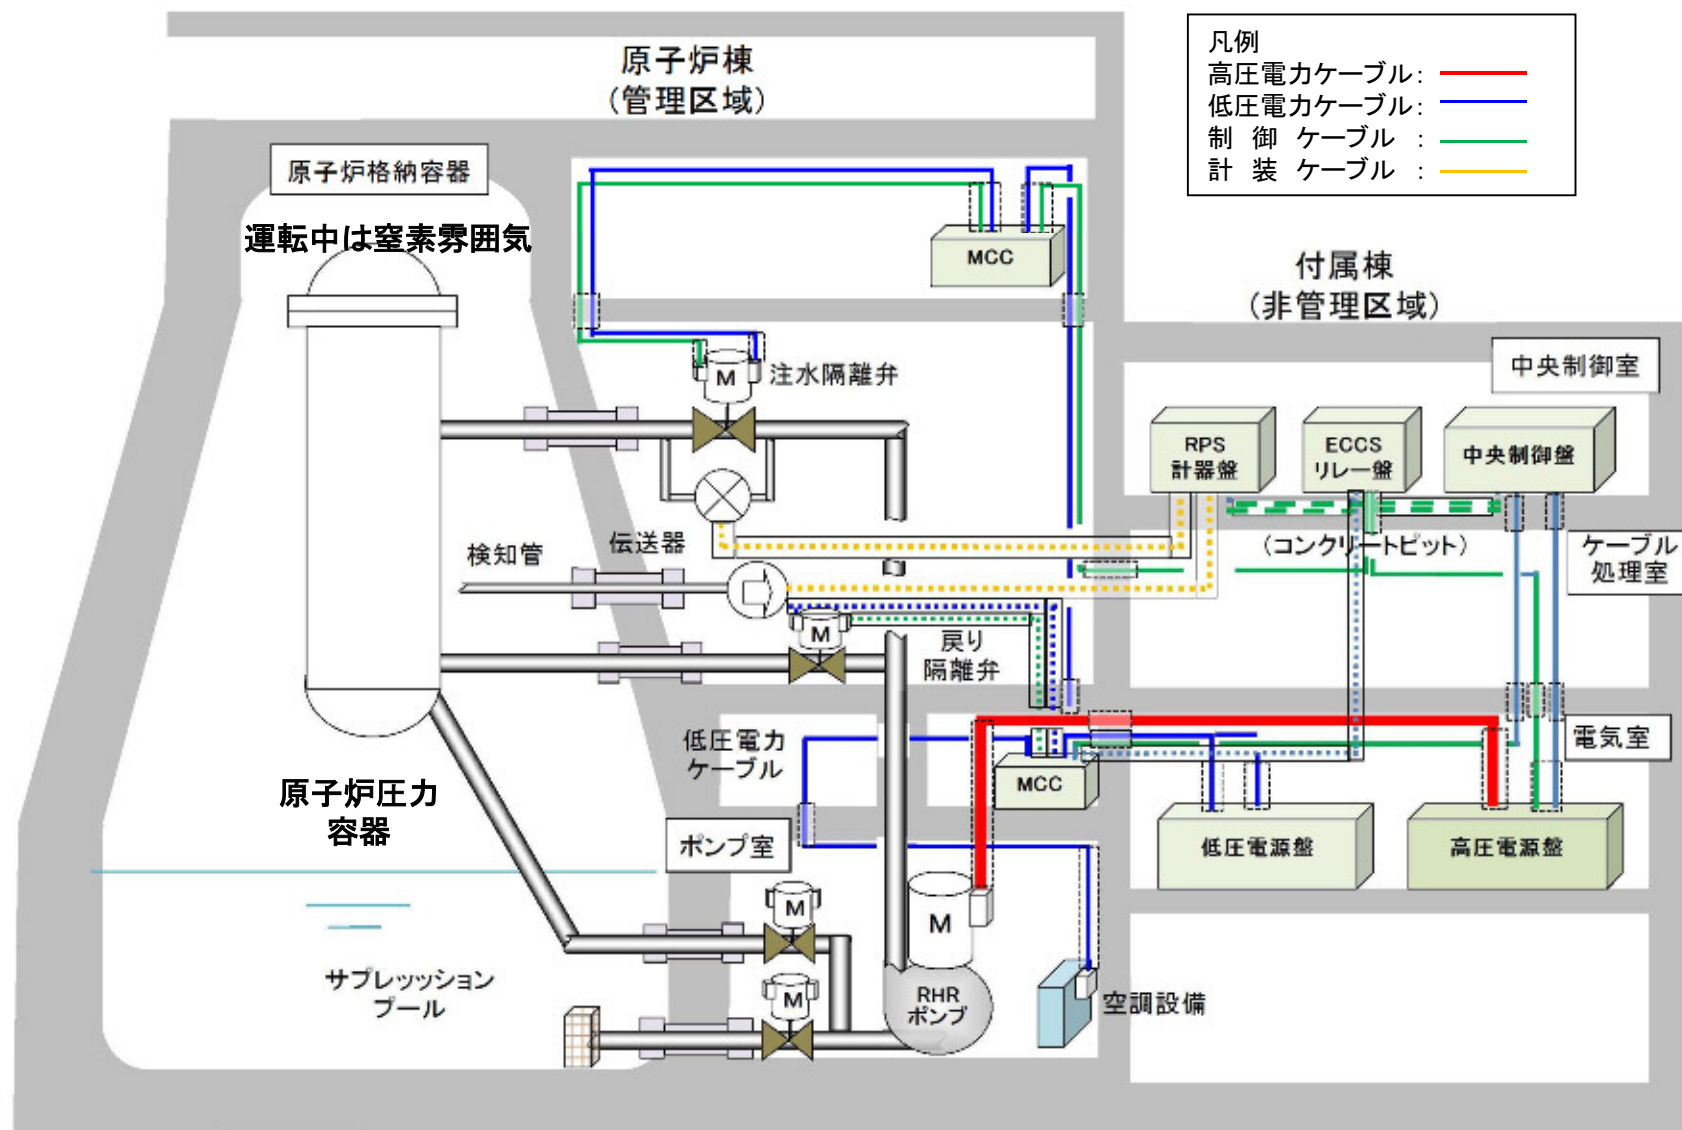 原子炉棟
（管理区域）
凡例
高圧電力ケーブル：
低圧電力ケーブル：
制 御 ケーブル ：
計 装 ケーブル ：
原子炉格納容器
運転中は窒素雰囲気
MCC
付属棟
（非管理区域）
中央制御室
M
注水隔離弁
RPS
計器盤
ECCS
リレー盤
中央制御盤
検知管
伝送器
（コンクリートピット）
ケーブル
処理室
M
戻り
隔離弁
低圧電力
ケーブル
MCC
電気室
原子炉圧力
容器
ポンプ室
低圧電源盤
高圧電源盤
M
M
サプレッッション
プール
M
RHR
ポンプ
空調設備